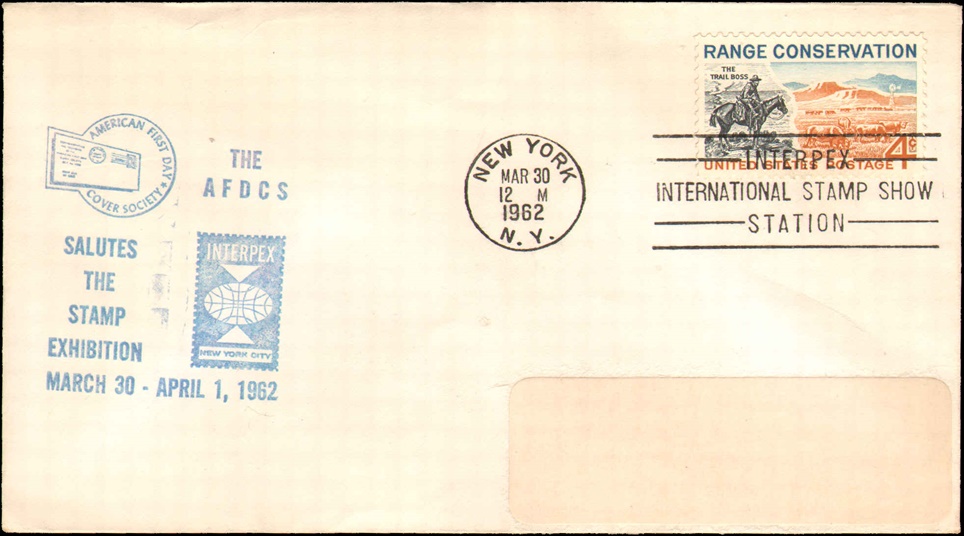 AMERICAN FIRST DAY
COVER SOCIETY
THE
AFDCS
SALUTES
THE
STAMP
EXHIBITION
MARCH 30 - APRIL 1, 1962
INTERPEX
NEW YORK CITY
NEW YORK
MAR 30
12 M
1962
N. Y.
RANGE CONSERVATION
THE
TRAIL BOSS
4¢
UNITED STATES POSTAGE
INTERPEX
INTERNATIONAL STAMP SHOW
STATION